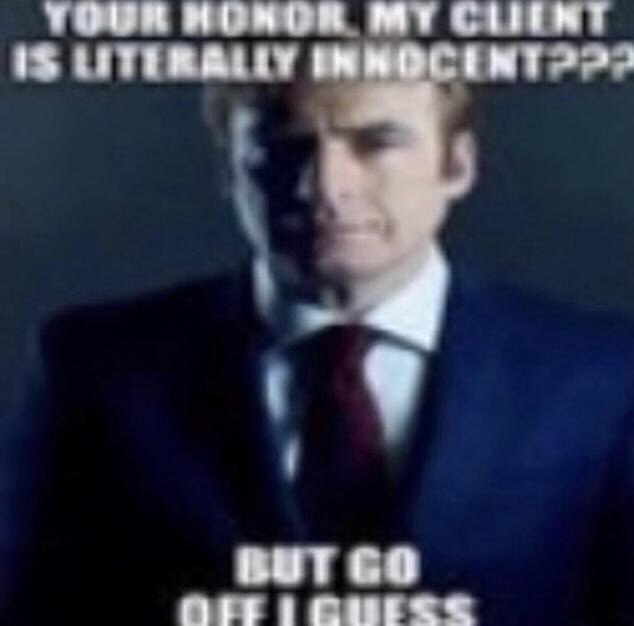 YOUR HONOR, MY CLIENT
IS LITERALLY INNOCENT???
BUT GO
OFF I GUESS